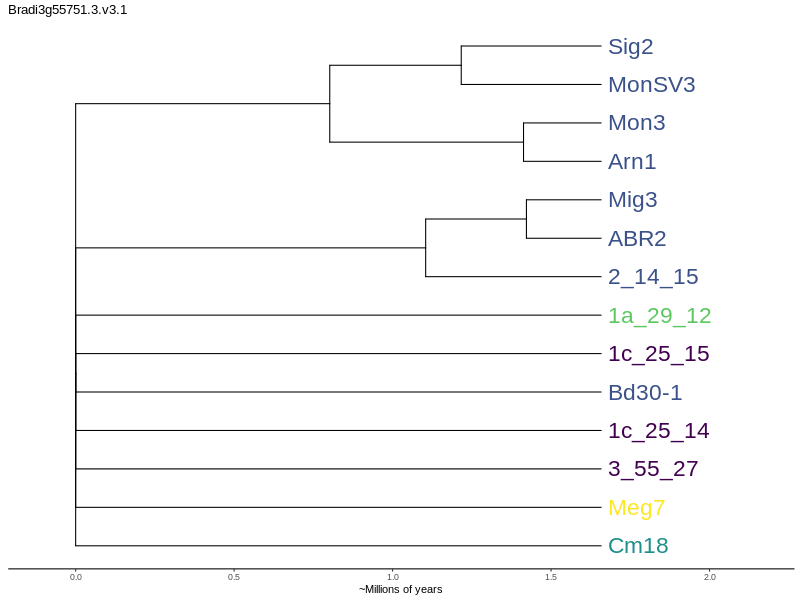 Bradi3g55751.3.v3.1
Sig2
MonSV3
Mon3
Arn1
Mig3
ABR2
2_14_15
1a_29_12
1c_25_15
Bd30-1
1c_25_14
3_55_27
Meg7
Cm18
0.0 0.5 1.0 1.5 2.0
~Millions of years